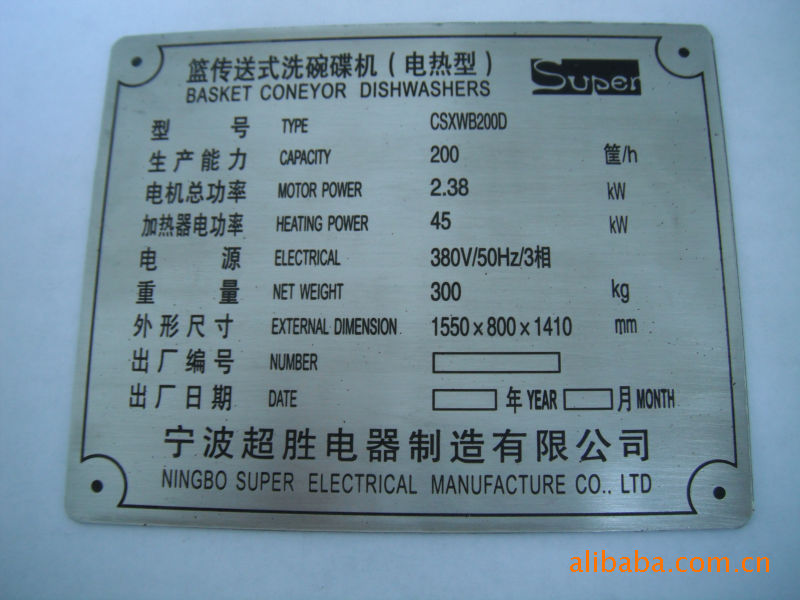 篮传送式洗碗碟机（电热型） Super
BASKET CONEYOR DISHWASHERS
型 号 TYPE CSXWB200D
生产能力 CAPACITY 200 筐/h
电机总功率 MOTOR POWER 2.38 kW
加热器电功率 HEATING POWER 45 kW
电 源 ELECTRICAL 380V/50Hz/3相
重 量 NET WEIGHT 300 kg
外形尺寸 EXTERNAL DIMENSION 1550×800×1410 mm
出厂编号 NUMBER
出厂日期 DATE 年 YEAR 月 MONTH
宁波超胜电器制造有限公司
NINGBO SUPER ELECTRICAL MANUFACTURE CO., LTD
alibaba.com.cn